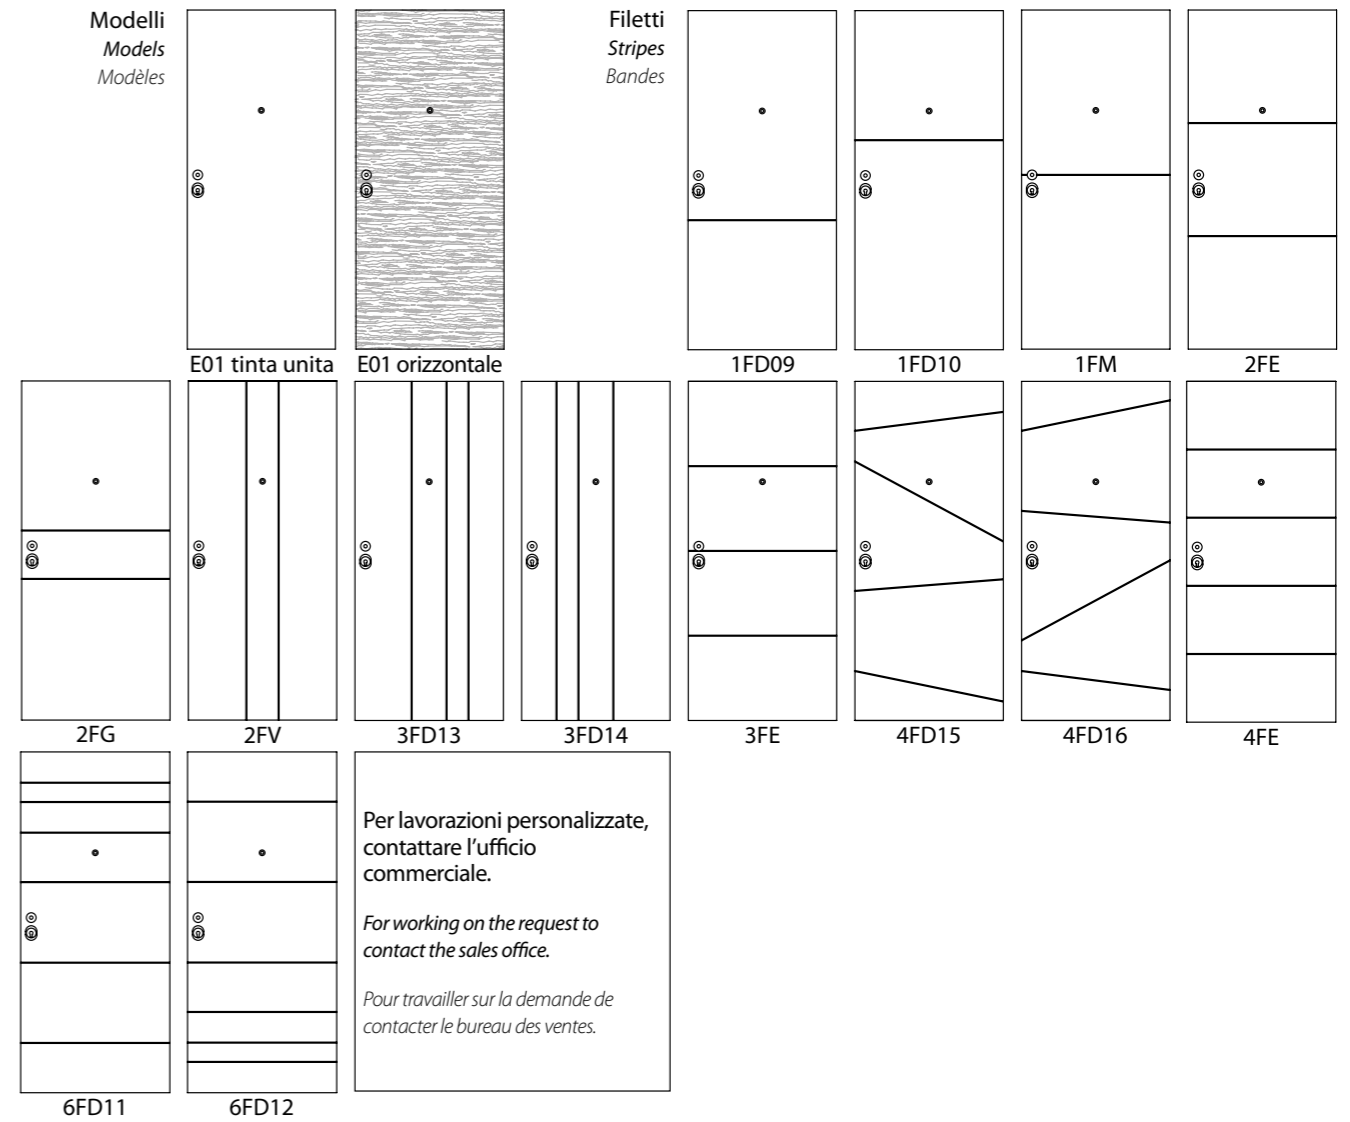 Modelli
Models
Modèles
Filetti
Stripes
Bandes
E01 tinta unita
E01 orizzontale
1FD09
1FD10
1FM
2FE
2FG
2FV
3FD13
3FD14
3FE
4FD15
4FD16
4FE
Per lavorazioni personalizzate,
contattare l'ufficio
commerciale.
For working on the request to
contact the sales office.
Pour travailler sur la demande de
contacter le bureau des ventes.
6FD11
6FD12